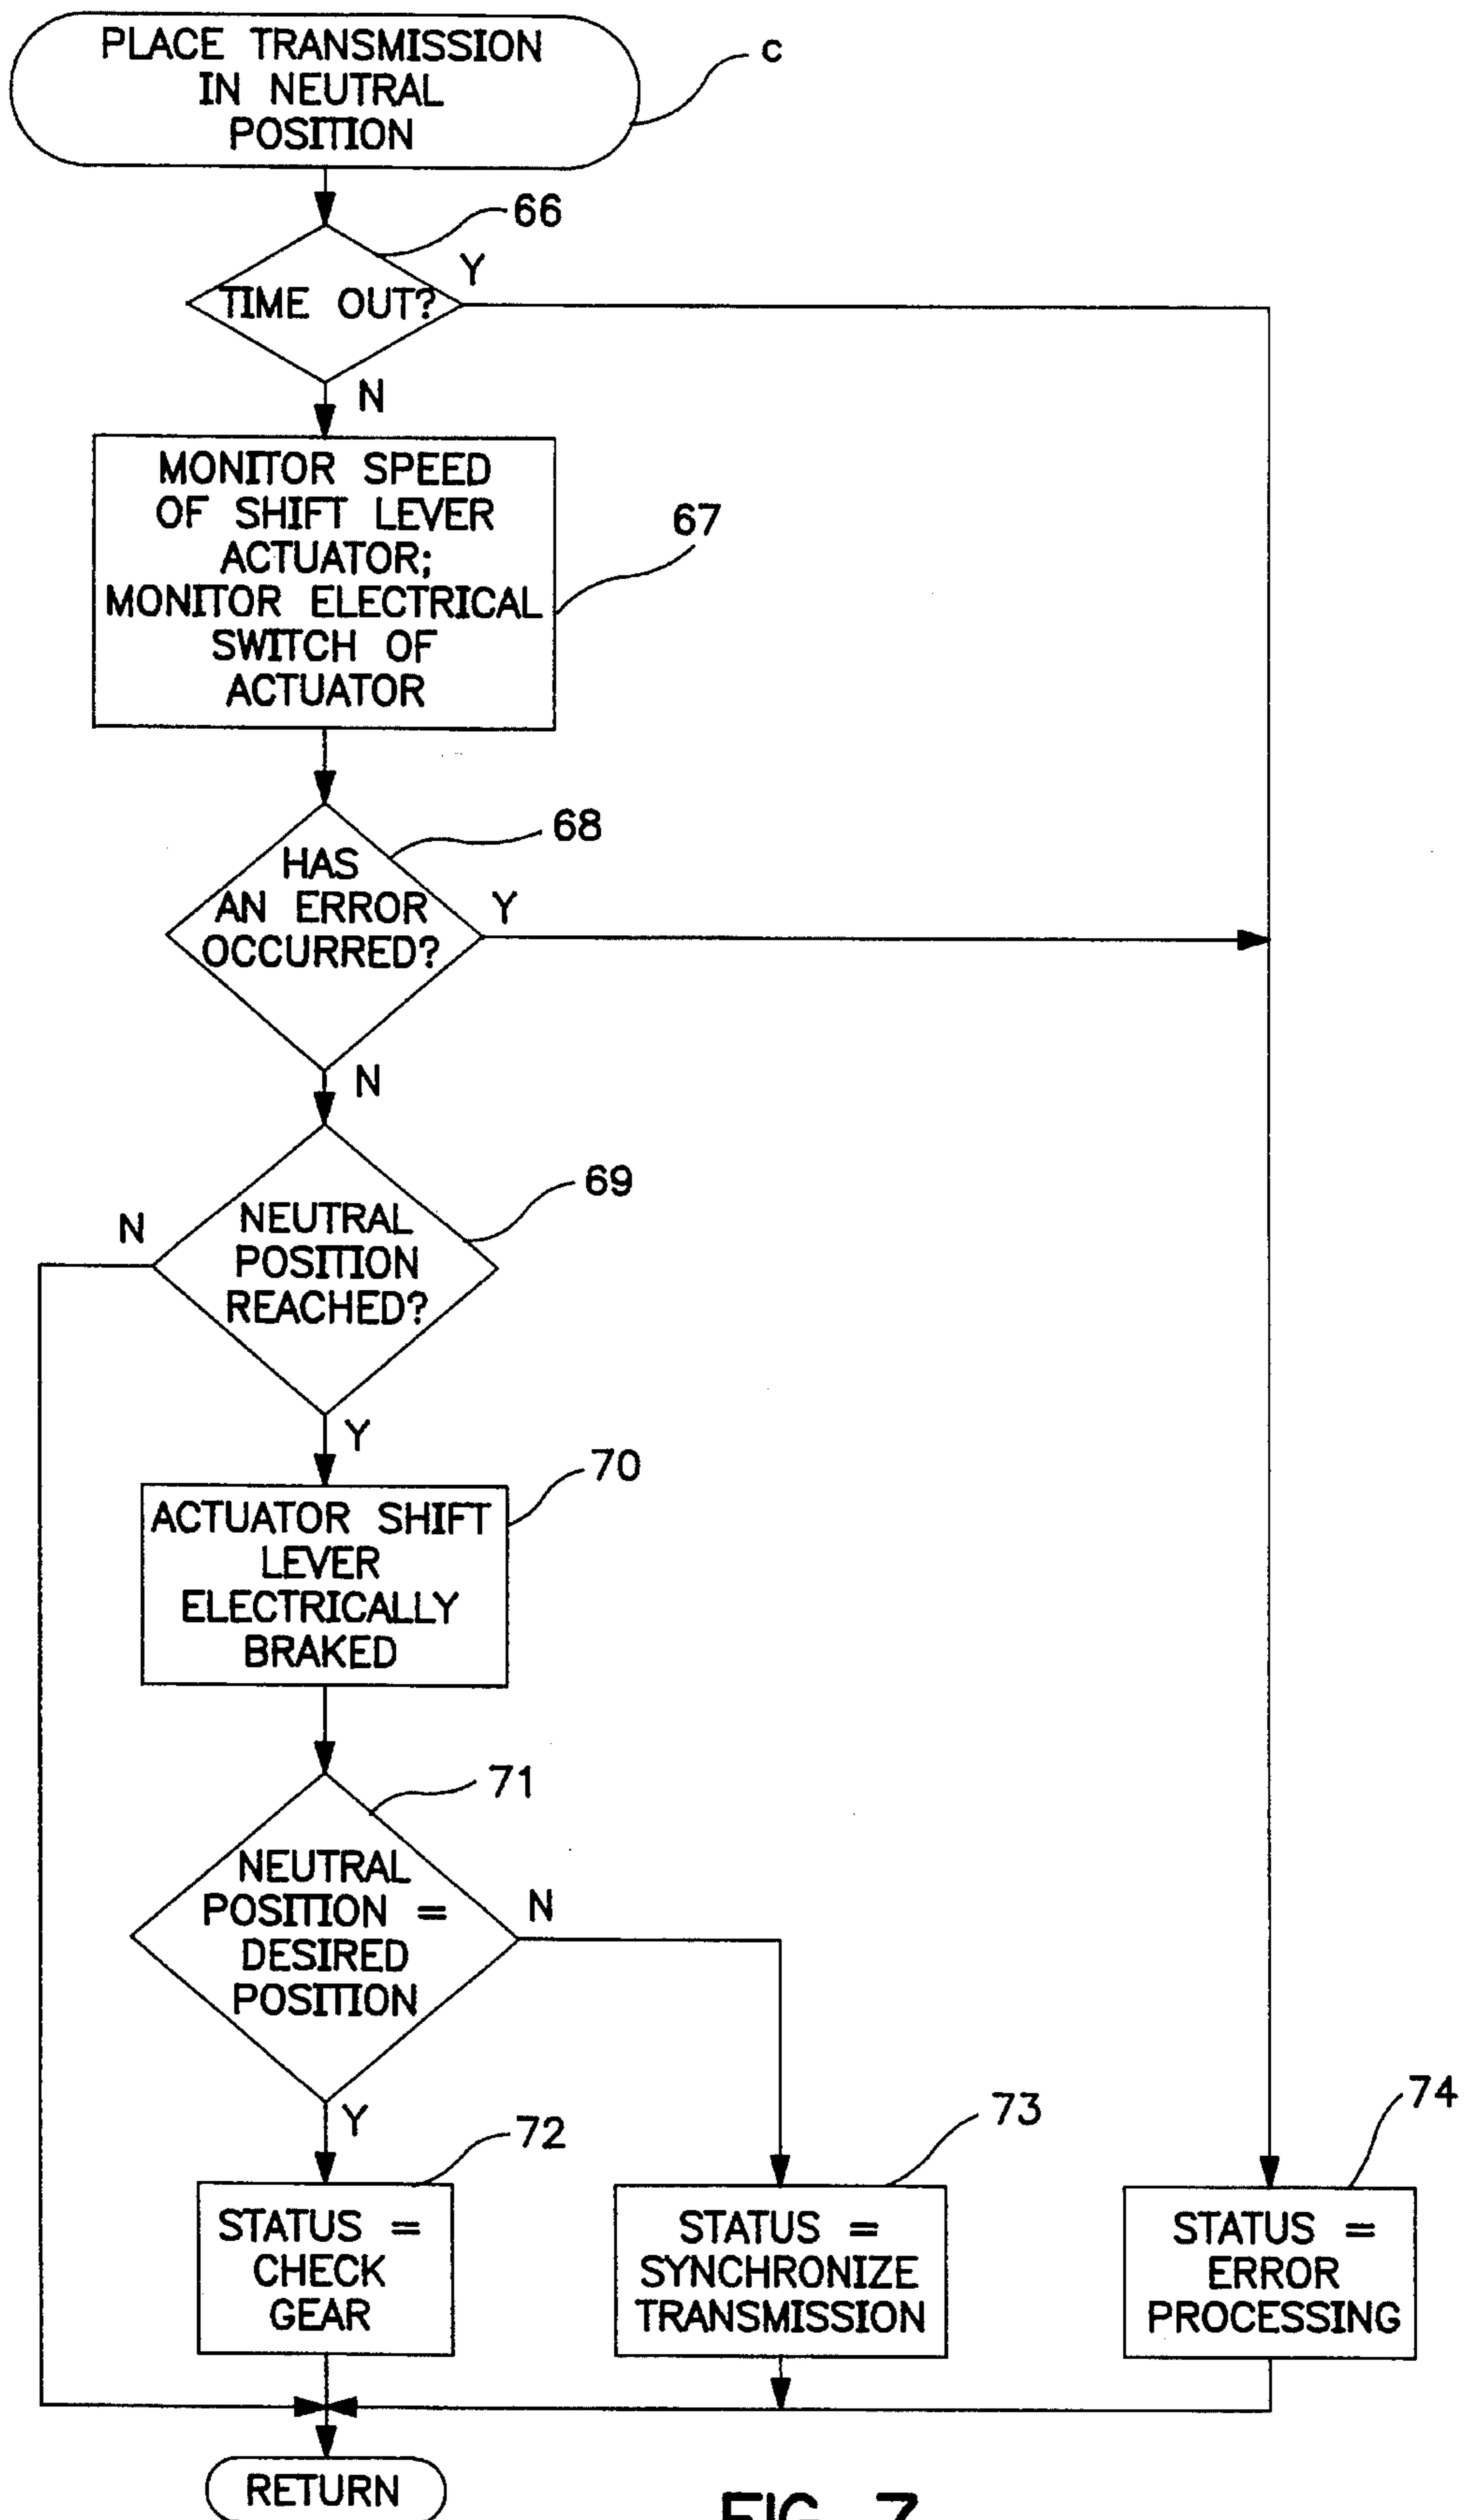 PLACE TRANSMISSION
IN NEUTRAL
POSITION
c
66
TIME OUT?
Y
N
MONITOR SPEED
OF SHIFT LEVER
ACTUATOR;
MONITOR ELECTRICAL
SWITCH OF
ACTUATOR
67
68
HAS
AN ERROR
OCCURRED?
Y
N
69
NEUTRAL
POSITION
REACHED?
N
Y
70
ACTUATOR SHIFT
LEVER
ELECTRICALLY
BRAKED
71
NEUTRAL
POSITION =
DESIRED
POSITION
N
Y
72
STATUS =
CHECK
GEAR
73
STATUS =
SYNCHRONIZE
TRANSMISSION
74
STATUS =
ERROR
PROCESSING
RETURN
FIG. 7